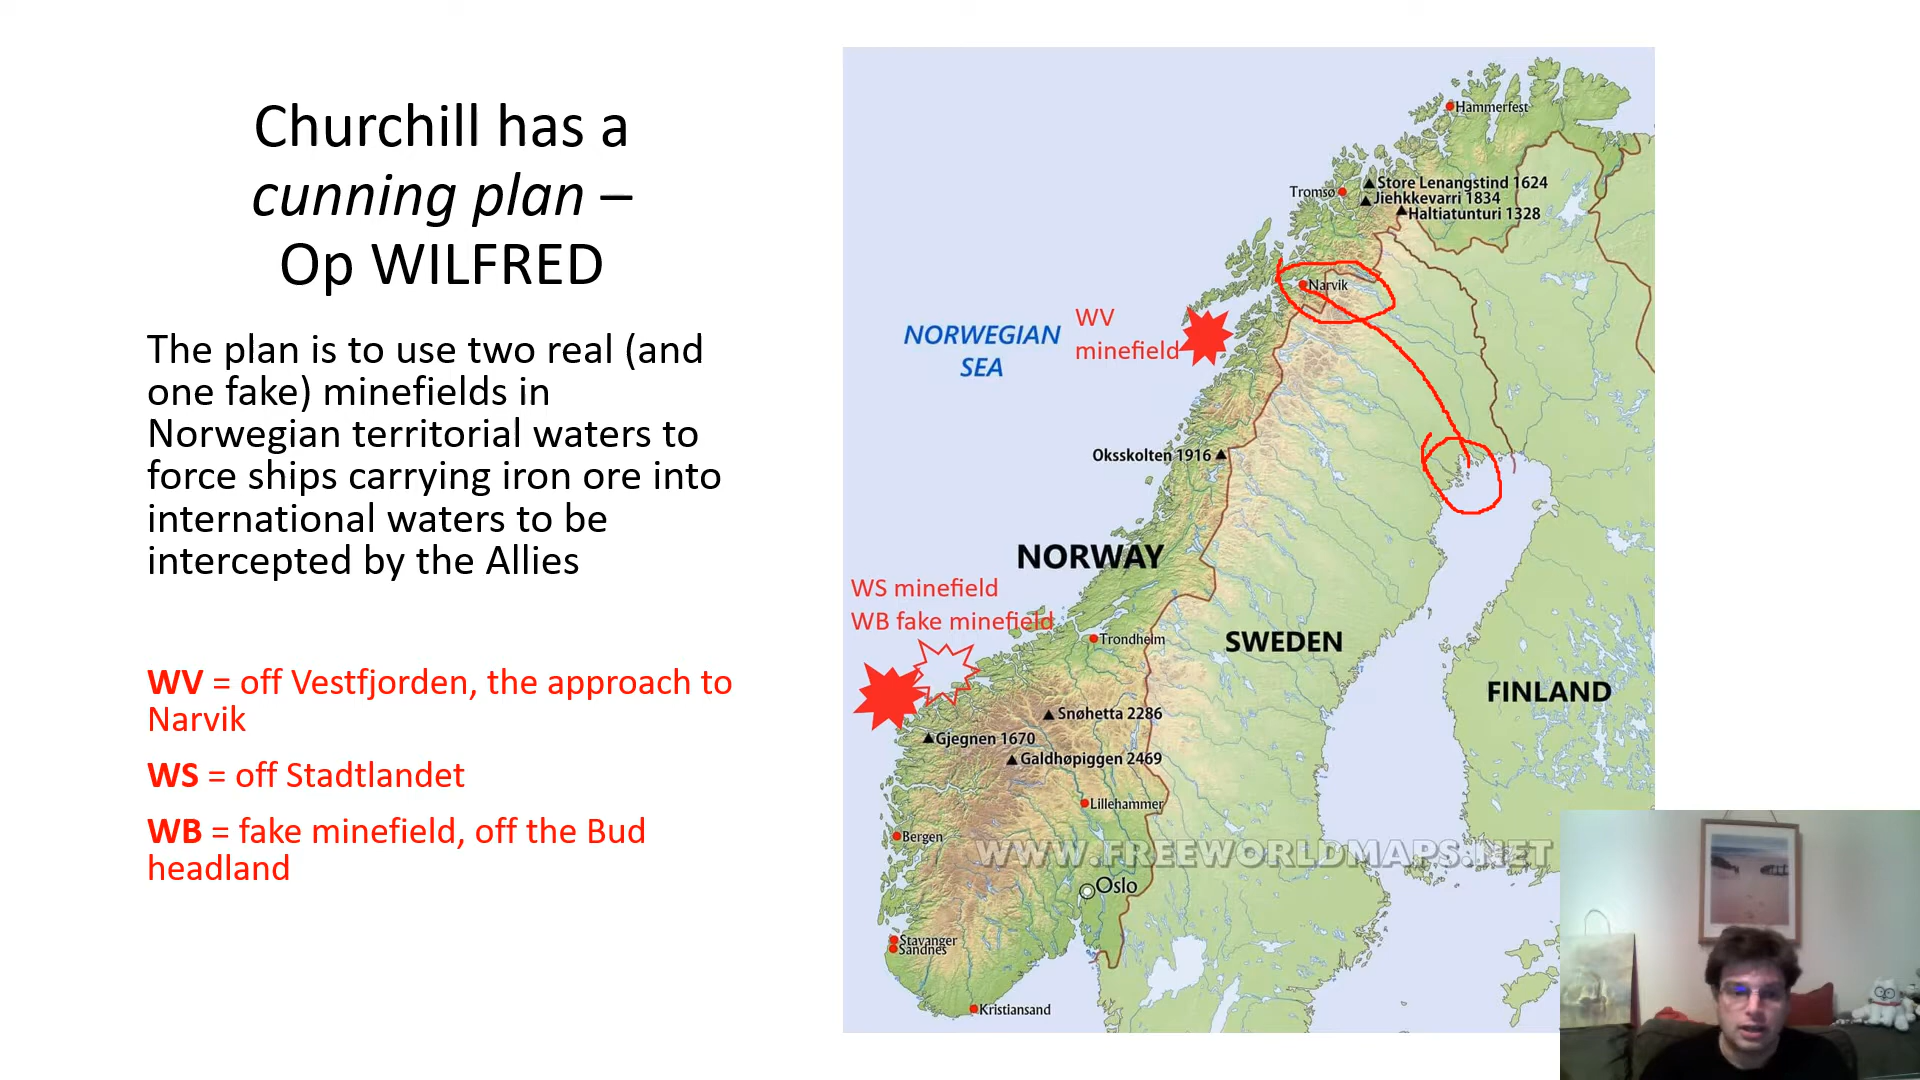 Churchill has a
cunning plan –
Op WILFRED
The plan is to use two real (and
one fake) minefields in
Norwegian territorial waters to
force ships carrying iron ore into
international waters to be
intercepted by the Allies
WV = off Vestfjorden, the approach to
Narvik
WS = off Stadtlandet
WB = fake minefield, off the Bud
headland
Hammerfest
Tromsø
Store Lenangstind 1624
Jiehkkevarri 1834
Haltiatunturi 1328
Narvik
WV
minefield
NORWEGIAN
SEA
Oksskolten 1916
NORWAY
WS minefield
WB fake minefield
Trondheim
SWEDEN
FINLAND
Snøhetta 2286
Gjegnen 1670
Galdhøpiggen 2469
Lillehammer
Bergen
WWW.FREEWORLDMAPS.NET
Oslo
Stavanger
Sandnes
Kristiansand